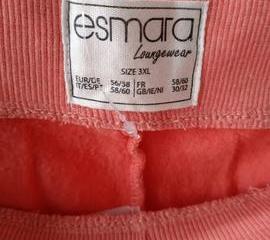 esmara
Loungewear
SIZE 3XL
EUR/DE 56/58 FR 58/60
IT/ES/PT 58/60 GB/IE/NI 30/32